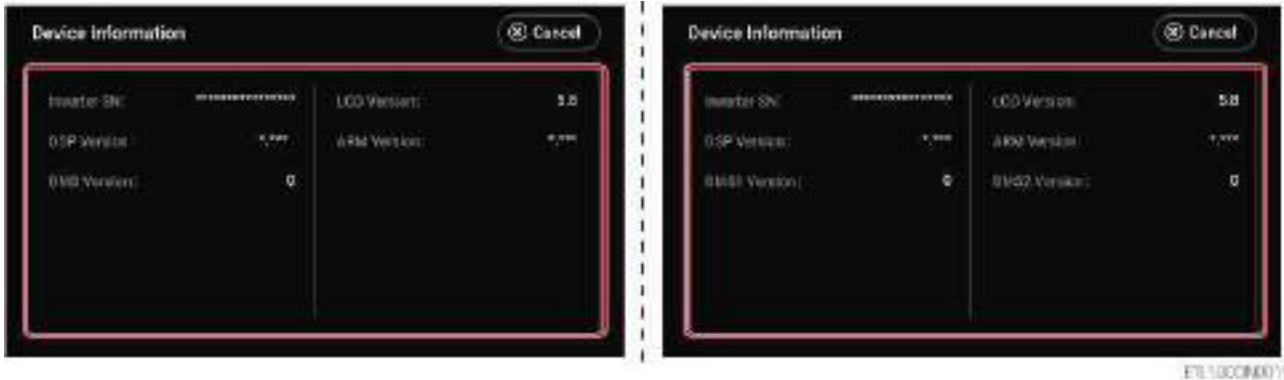 Device Information
Cancel
Inverter SN: ****************
LCD Version: 5.8
DSP Version: *.***
ARM Version: *.***
BMS Version: 0
Device Information
Cancel
Inverter SN: ****************
LCD Version: 5.8
DSP Version: *.***
ARM Version: *.***
BMS1 Version: 0
BMS2 Version: 0